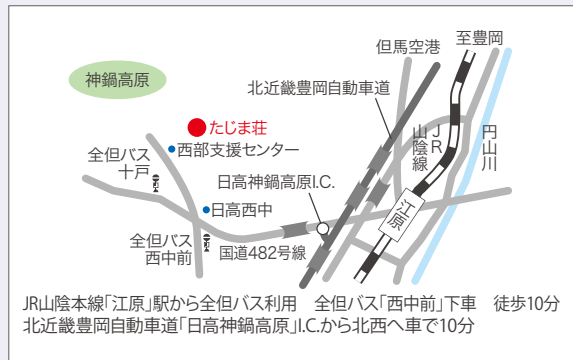 至豊岡
但馬空港
北近畿豊岡自動車道
神鍋高原
たじま荘
西部支援センター
全但バス
十戸
JR
山陰線
円山川
日高神鍋高原I.C.
日高西中
江原
全但バス
西中前
国道482号線
JR山陰本線「江原」駅から全但バス利用　全但バス「西中前」下車　徒歩10分
北近畿豊岡自動車道「日高神鍋高原」I.C.から北西へ車で10分